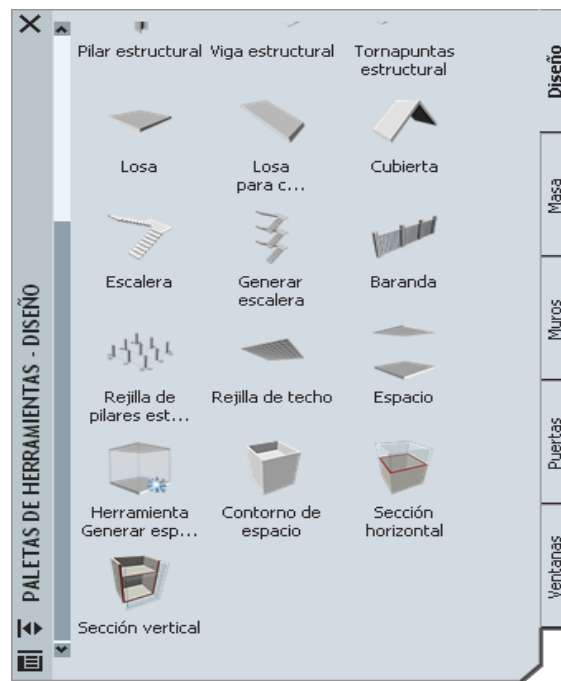 Pilar estructural Viga estructural Tornapuntas
estructural
Losa Losa Cubierta
para c...
Escalera Generar Baranda
escalera
Rejilla de Rejilla de techo Espacio
pilares est...
Herramienta Contorno de Sección
Generar esp... espacio horizontal
Sección vertical
PALETAS DE HERRAMIENTAS - DISEÑO
Diseño
Masa
Muros
Puertas
Ventanas